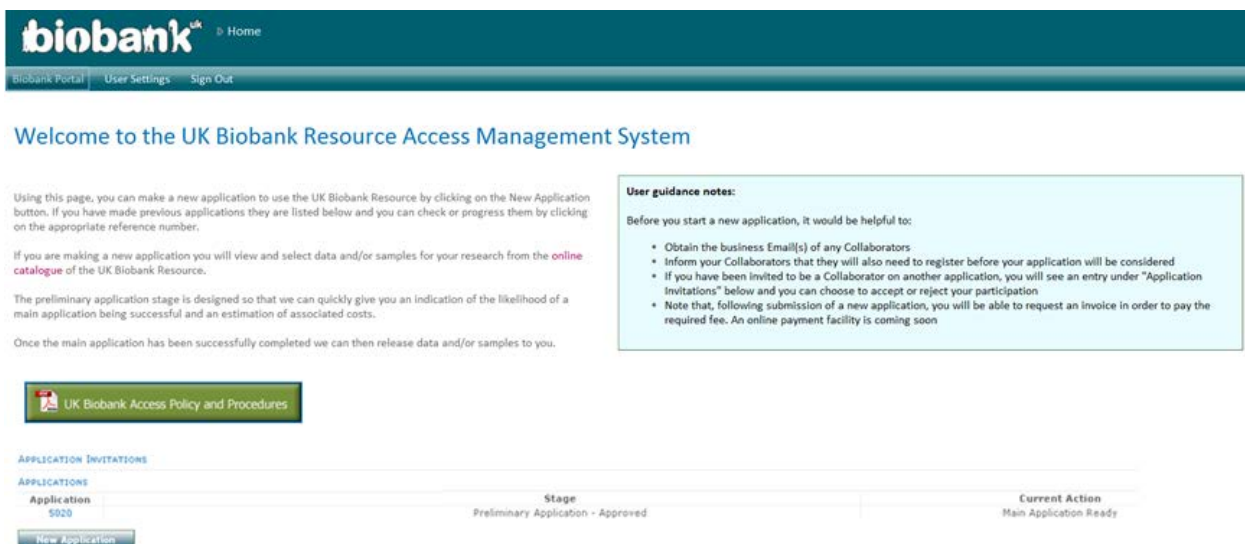 biobank uk Home
Biobank Portal User Settings Sign Out
Welcome to the UK Biobank Resource Access Management System
Using this page, you can make a new application to use the UK Biobank Resource by clicking on the New Application
button. If you have made previous applications they are listed below and you can check or progress them by clicking
on the appropriate reference number.
If you are making a new application you will view and select data and/or samples for your research from the online
catalogue of the UK Biobank Resource.
The preliminary application stage is designed so that we can quickly give you an indication of the likelihood of a
main application being successful and an estimation of associated costs.
Once the main application has been successfully completed we can then release data and/or samples to you.
User guidance notes:
Before you start a new application, it would be helpful to:
• Obtain the business Email(s) of any Collaborators
• Inform your Collaborators that they will also need to register before your application will be considered
• If you have been invited to be a Collaborator on another application, you will see an entry under "Application
Invitations" below and you can choose to accept or reject your participation
• Note that, following submission of a new application, you will be able to request an invoice in order to pay the
required fee. An online payment facility is coming soon
UK Biobank Access Policy and Procedures
APPLICATION INVITATIONS
APPLICATIONS
Application Stage Current Action
5020 Preliminary Application - Approved Main Application Ready
New Application